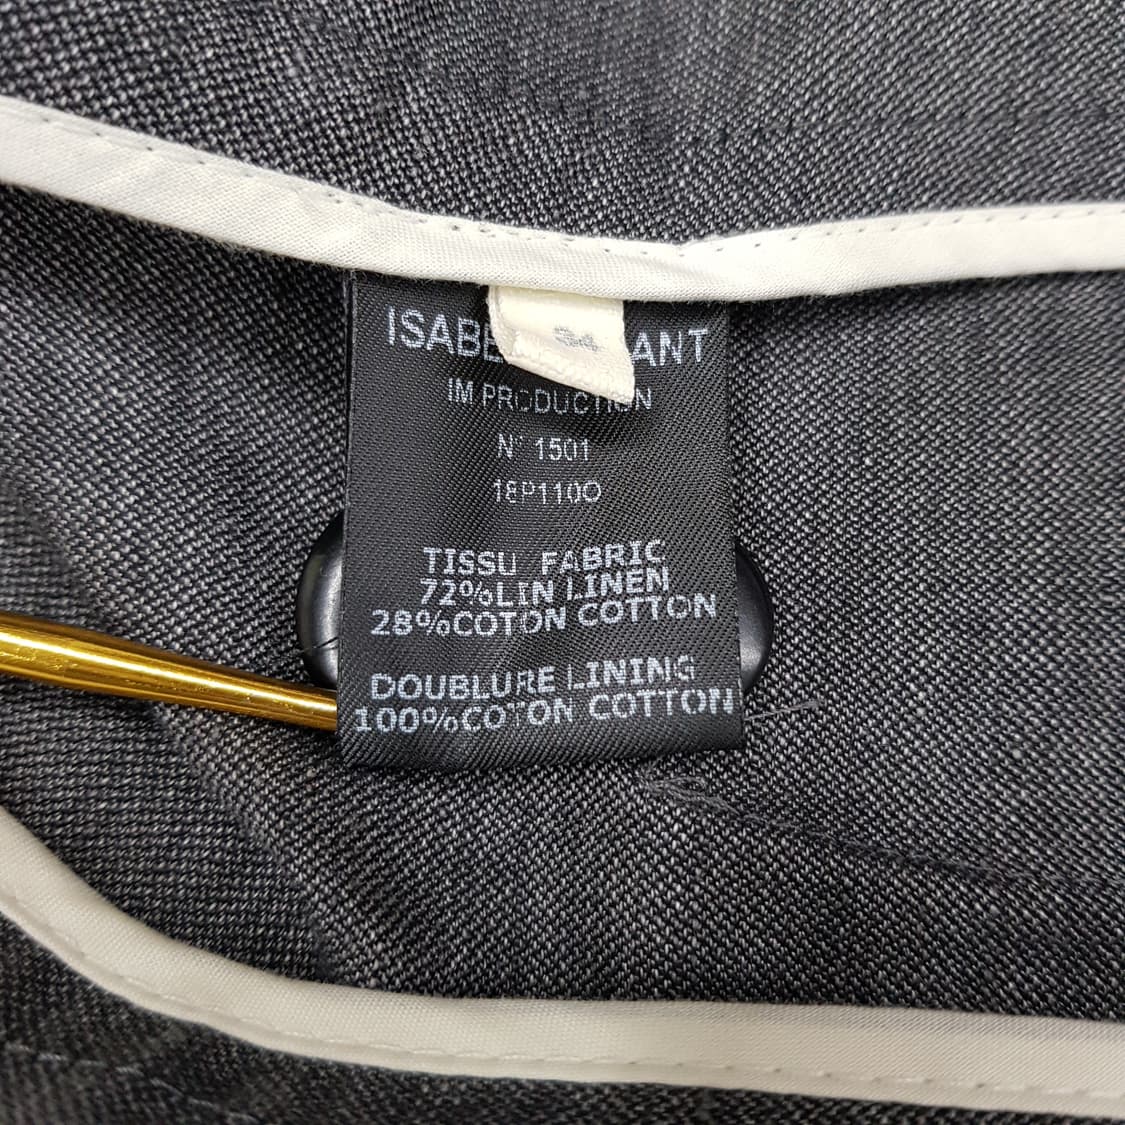 ISABE ANT
34
IM PRODUCTION
N° 1501
18P110O
TISSU FABRIC
72%LIN LINEN
28%COTON COTTON
DOUBLURE LINING
100%COTON COTTON